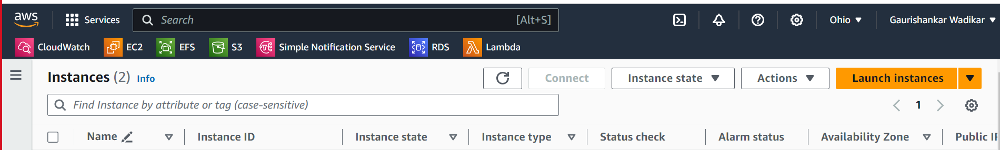 aws Services Search [Alt+S] Ohio Gaurishankar Wadikar
CloudWatch EC2 EFS S3 Simple Notification Service RDS Lambda
Instances (2) Info Connect Instance state Actions Launch instances
Find Instance by attribute or tag (case-sensitive) 1
Name Instance ID Instance state Instance type Status check Alarm status Availability Zone Public